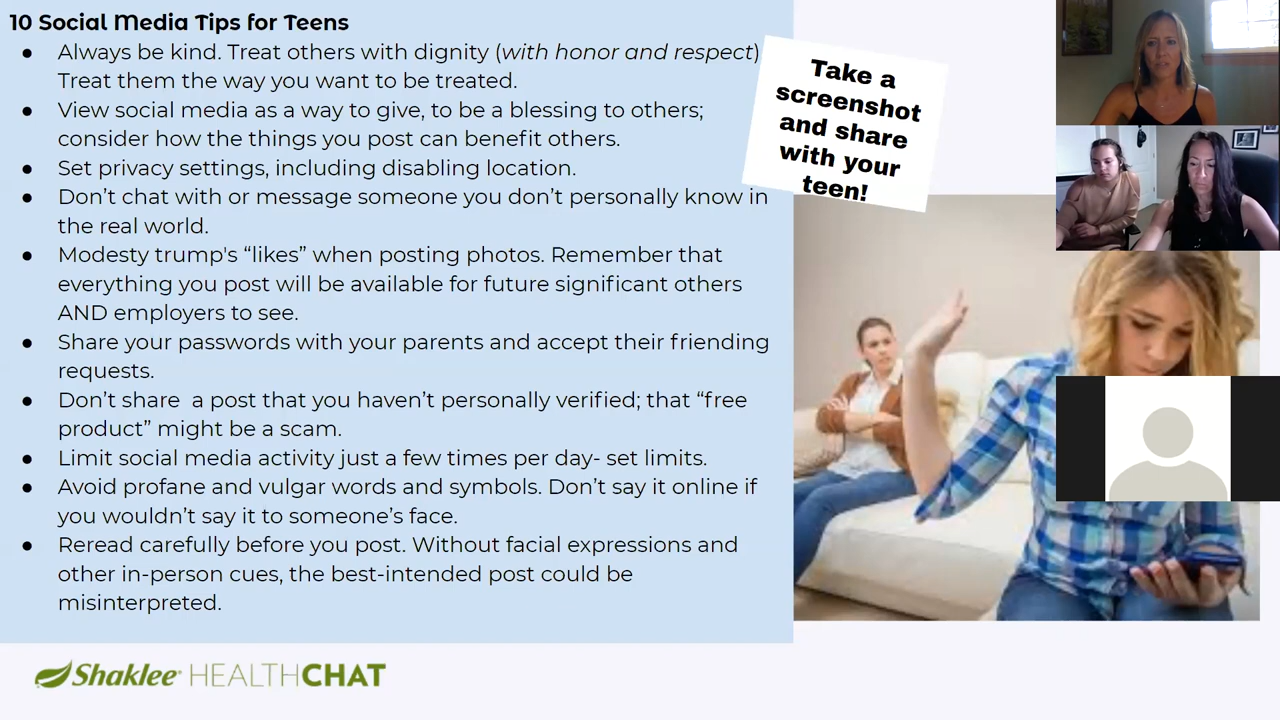 10 Social Media Tips for Teens
● Always be kind. Treat others with dignity (with honor and respect)
Treat them the way you want to be treated.
● View social media as a way to give, to be a blessing to others;
consider how the things you post can benefit others.
● Set privacy settings, including disabling location.
● Don’t chat with or message someone you don’t personally know in
the real world.
● Modesty trump's “likes” when posting photos. Remember that
everything you post will be available for future significant others
AND employers to see.
● Share your passwords with your parents and accept their friending
requests.
● Don’t share  a post that you haven’t personally verified; that “free
product” might be a scam.
● Limit social media activity just a few times per day- set limits.
● Avoid profane and vulgar words and symbols. Don’t say it online if
you wouldn’t say it to someone’s face.
● Reread carefully before you post. Without facial expressions and
other in-person cues, the best-intended post could be
misinterpreted.
Take a
screenshot
and share
with your
teen!
Shaklee® HEALTHCHAT